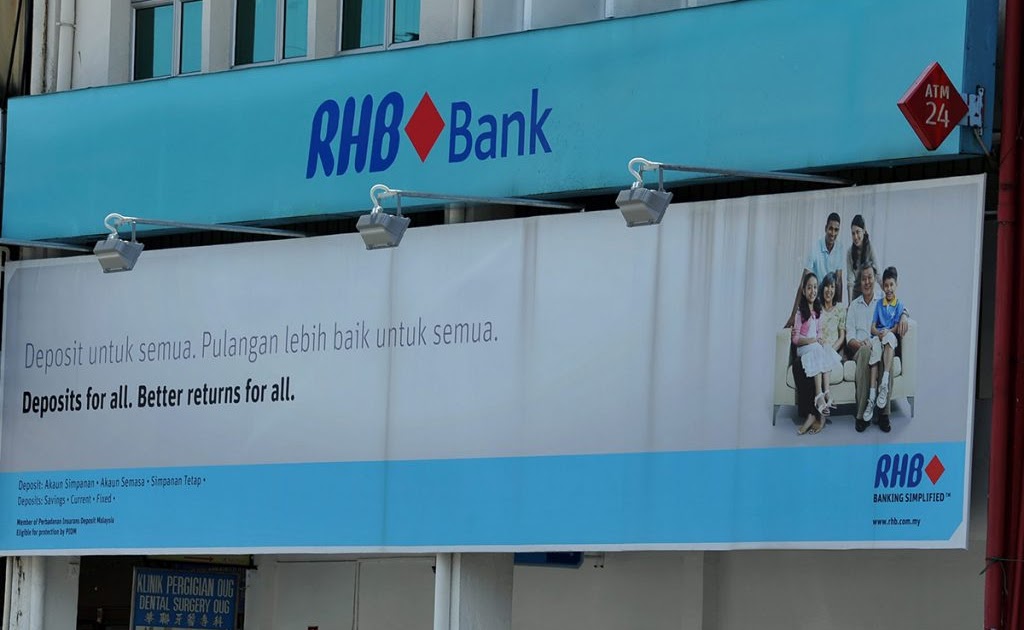 RHB Bank
ATM
24
Deposit untuk semua. Pulangan lebih baik untuk semua.
Deposits for all. Better returns for all.
Deposit: Akaun Simpanan • Akaun Semasa • Simpanan Tetap •
Deposits: Savings • Current • Fixed •
Member of Perbadanan Insurans Deposit Malaysia
Eligible for protection by PIDM
RHB
BANKING SIMPLIFIED™
www.rhb.com.my
KLINIK PERGIGIAN OUG
DENTAL SURGERY OUG